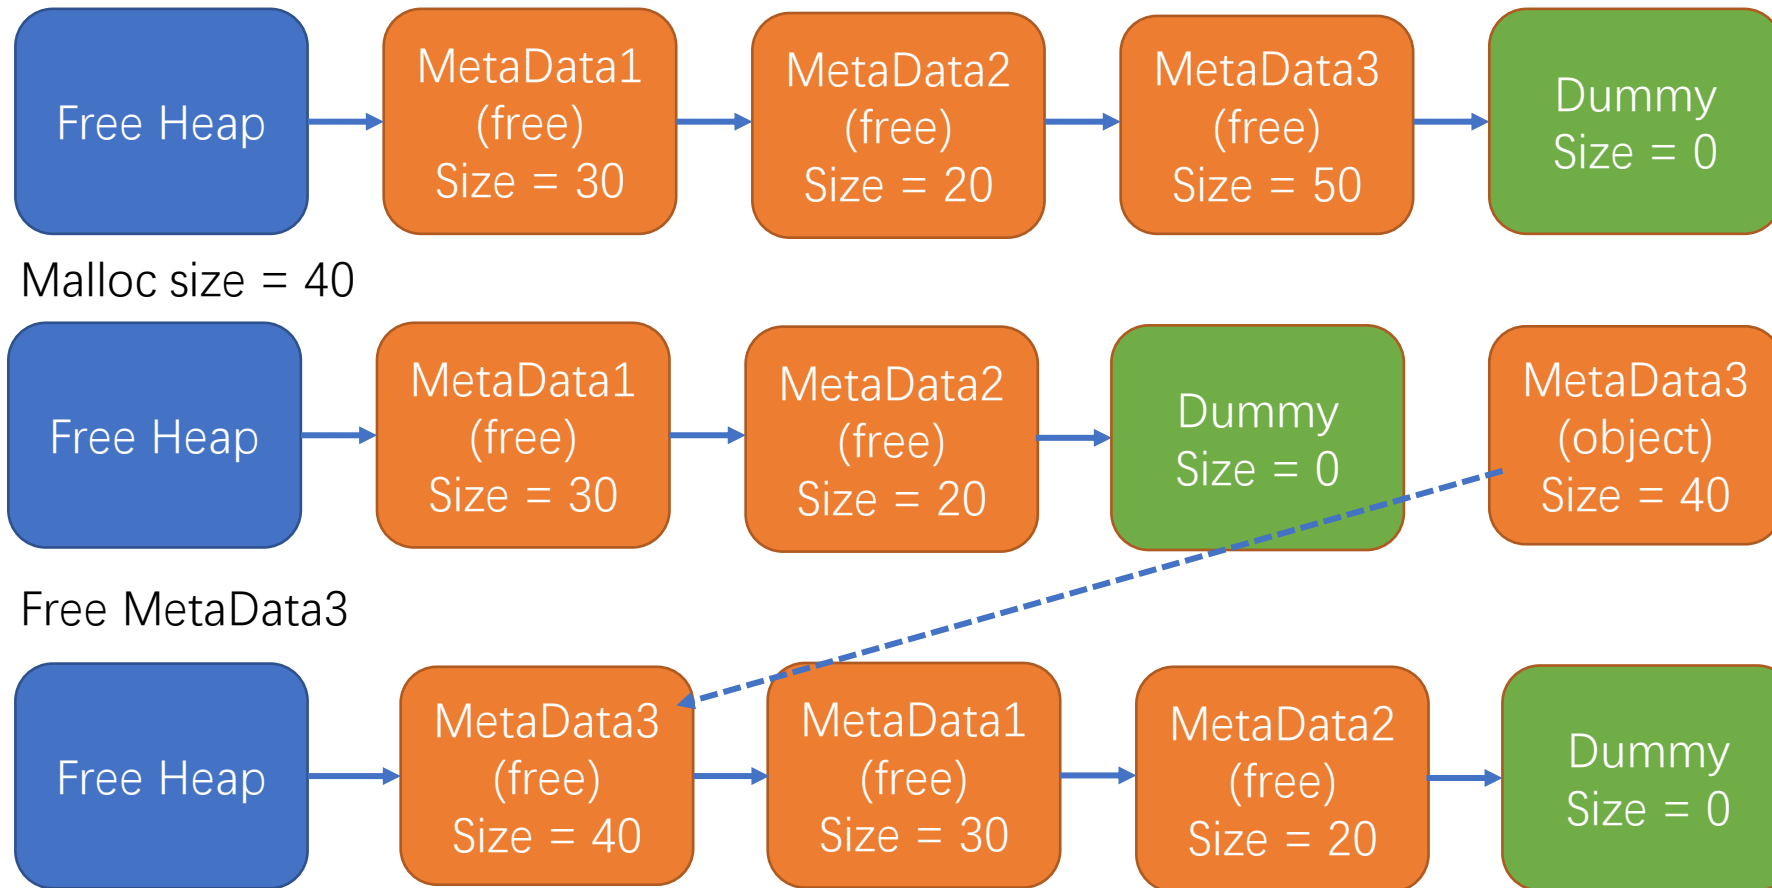 Free Heap
MetaData1
(free)
Size = 30
MetaData2
(free)
Size = 20
MetaData3
(free)
Size = 50
Dummy
Size = 0
Malloc size = 40
Free Heap
MetaData1
(free)
Size = 30
MetaData2
(free)
Size = 20
Dummy
Size = 0
MetaData3
(object)
Size = 40
Free MetaData3
Free Heap
MetaData3
(free)
Size = 40
MetaData1
(free)
Size = 30
MetaData2
(free)
Size = 20
Dummy
Size = 0